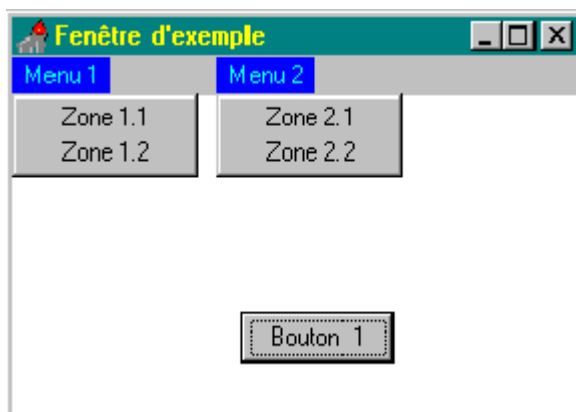 Fenêtre d'exemple
Menu 1 Menu 2
Zone 1.1 Zone 2.1
Zone 1.2 Zone 2.2
Bouton 1